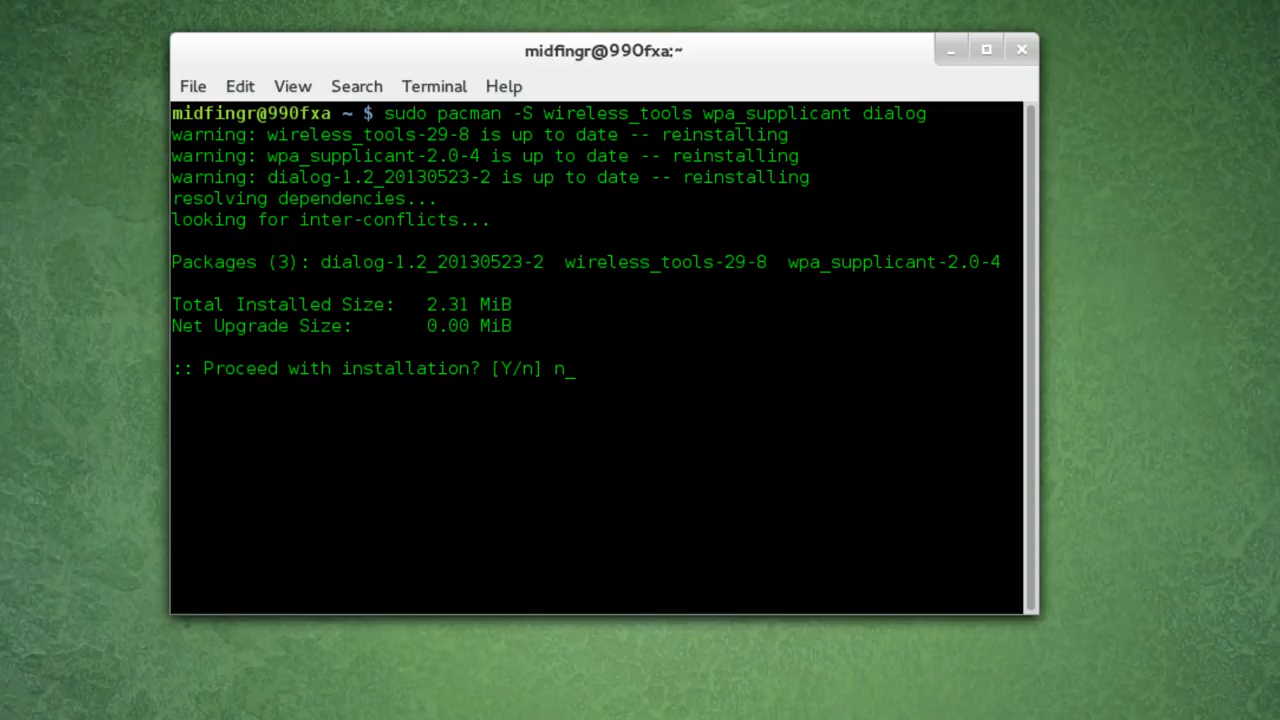 midfingr@990fxa:~
File Edit View Search Terminal Help
midfingr@990fxa ~ $ sudo pacman -S wireless_tools wpa_supplicant dialog
warning: wireless_tools-29-8 is up to date -- reinstalling
warning: wpa_supplicant-2.0-4 is up to date -- reinstalling
warning: dialog-1.2_20130523-2 is up to date -- reinstalling
resolving dependencies...
looking for inter-conflicts...
Packages (3): dialog-1.2_20130523-2  wireless_tools-29-8  wpa_supplicant-2.0-4
Total Installed Size:   2.31 MiB
Net Upgrade Size:       0.00 MiB
:: Proceed with installation? [Y/n] n_